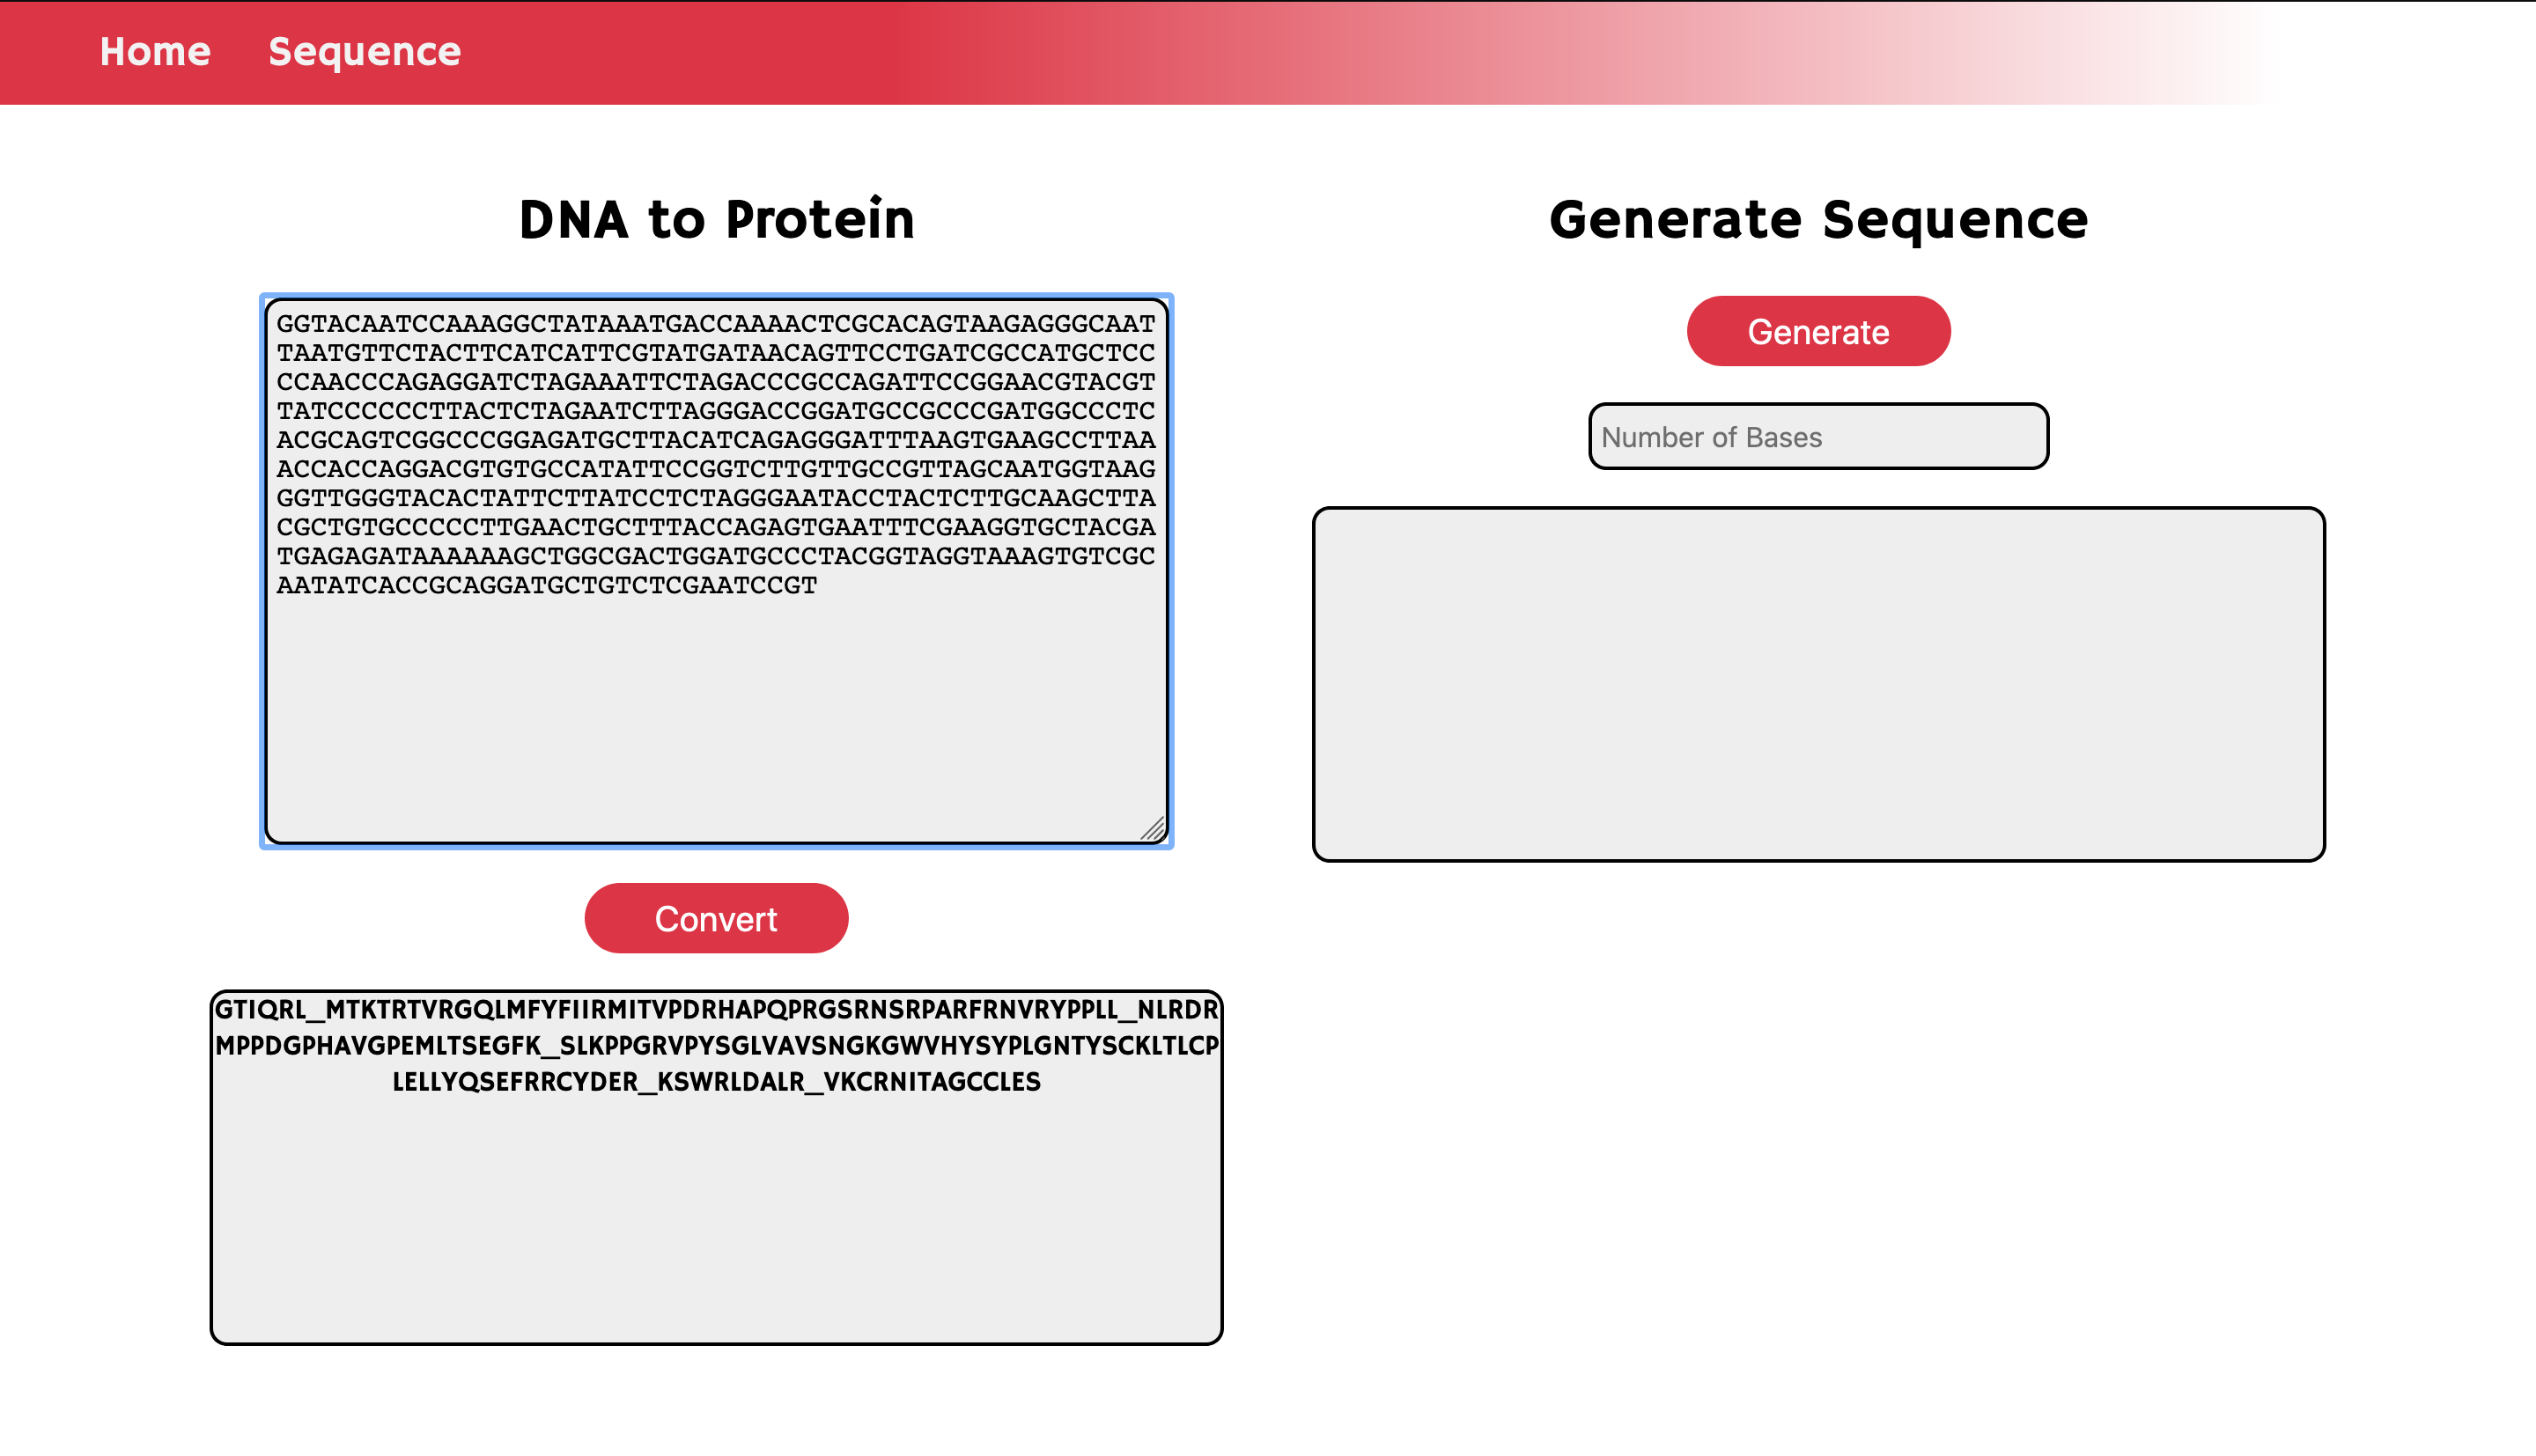 Home Sequence
DNA to Protein
GGTACAATCCAAAGGCTATAAATGACCAAAACTCGCACAGTAAGAGGGCAAT
TAATGTTCTACTTCATCATTCGTATGATAACAGTTCCTGATCGCCATGCTCC
CCAACCCAGAGGATCTAGAAATTCTAGACCCGCCAGATTCCGGAACGTACGT
TATCCCCCCTTACTCTAGAATCTTAGGGACCGGATGCCGCCCGATGGCCCTC
ACGCAGTCGGCCCGGAGATGCTTACATCAGAGGGATTTAAGTGAAGCCTTAA
ACCACCAGGACGTGTGCCATATTCCGGTCTTGTTGCCGTTAGCAATGGTAAG
GGTTGGGTACACTATTCTTATCCTCTAGGGAATACCTACTCTTGCAAGCTTA
CGCTGTGCCCCCTTGAACTGCTTTACCAGAGTGAATTTCGAAGGTGCTACGA
TGAGAGATAAAAAAGCTGGCGACTGGATGCCCTACGGTAGGTAAAGTGTCGC
AATATCACCGCAGGATGCTGTCTCGAATCCGT
Convert
GTIQRL_MTKTRTVRGQLMFYFIIRMITVPDRHAPQPRGSRNSRPARFRNVRYPPLL_NLRDR
MPPDGPHAVGPEMLTSEGFK_SLKPPGRVPYSGLVAVSNGKGWVHYSYPLGNTYSCKLTLCP
LELLYQSEFRRCYDER_KSWRLDALR_VKCRNITAGCCLES
Generate Sequence
Generate
Number of Bases